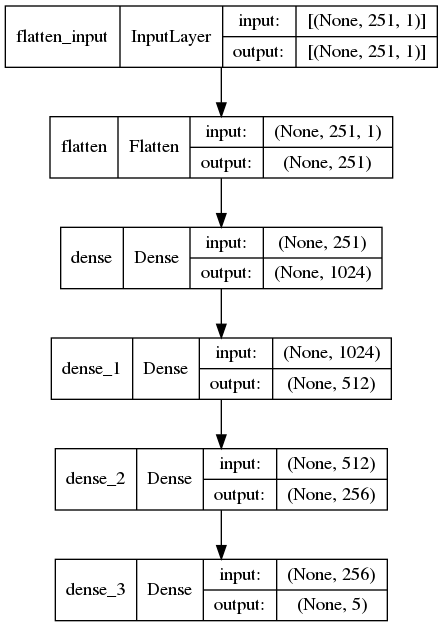 flatten_input InputLayer input: [(None, 251, 1)]
output: [(None, 251, 1)]
flatten Flatten input: (None, 251, 1)
output: (None, 251)
dense Dense input: (None, 251)
output: (None, 1024)
dense_1 Dense input: (None, 1024)
output: (None, 512)
dense_2 Dense input: (None, 512)
output: (None, 256)
dense_3 Dense input: (None, 256)
output: (None, 5)